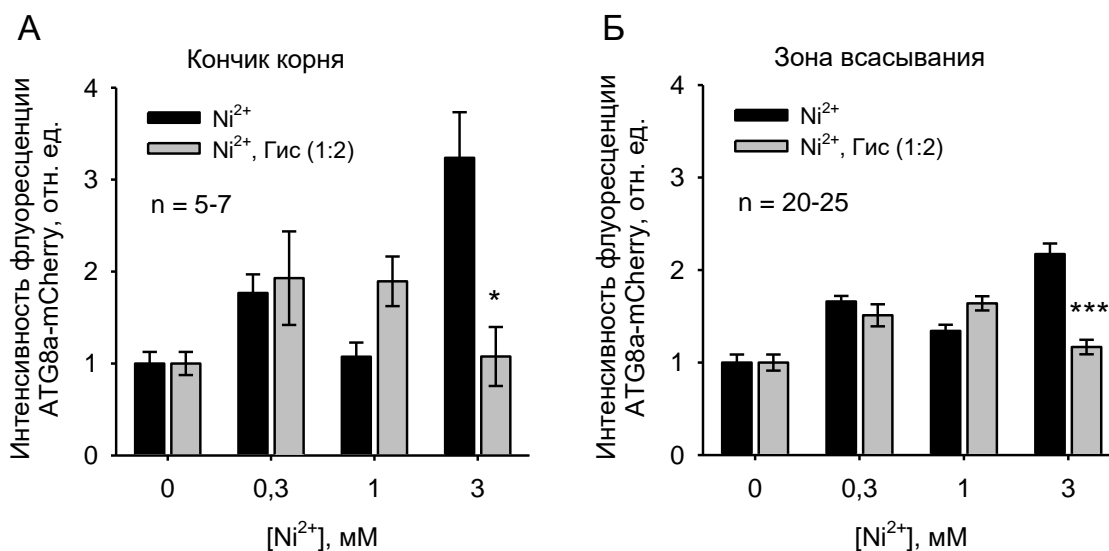 А
Кончик корня
Интенсивность флуоресценции
ATG8a-mCherry, отн. ед.
4
3
2
1
0
Ni²⁺
Ni²⁺, Гис (1:2)
n = 5-7
*
0
0,3
1
3
[Ni²⁺], мМ
Б
Зона всасывания
Интенсивность флуоресценции
ATG8a-mCherry, отн. ед.
4
3
2
1
0
Ni²⁺
Ni²⁺, Гис (1:2)
n = 20-25
***
0
0,3
1
3
[Ni²⁺], мМ